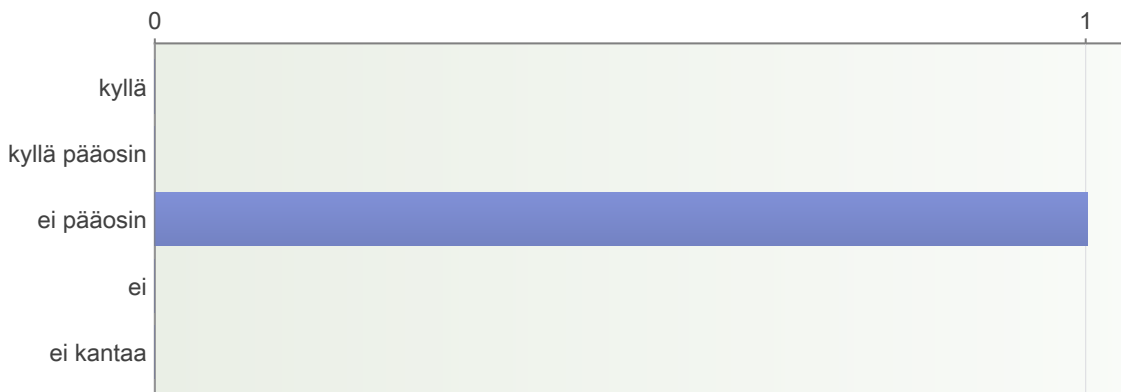 0 1
kyllä
kyllä pääosin
ei pääosin
ei
ei kantaa